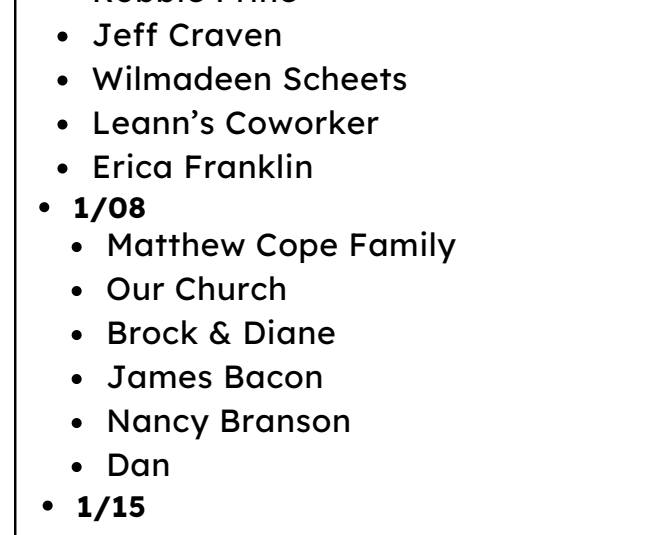 Jeff Craven
Wilmadeen Scheets
Leann’s Coworker
Erica Franklin
1/08
Matthew Cope Family
Our Church
Brock & Diane
James Bacon
Nancy Branson
Dan
1/15